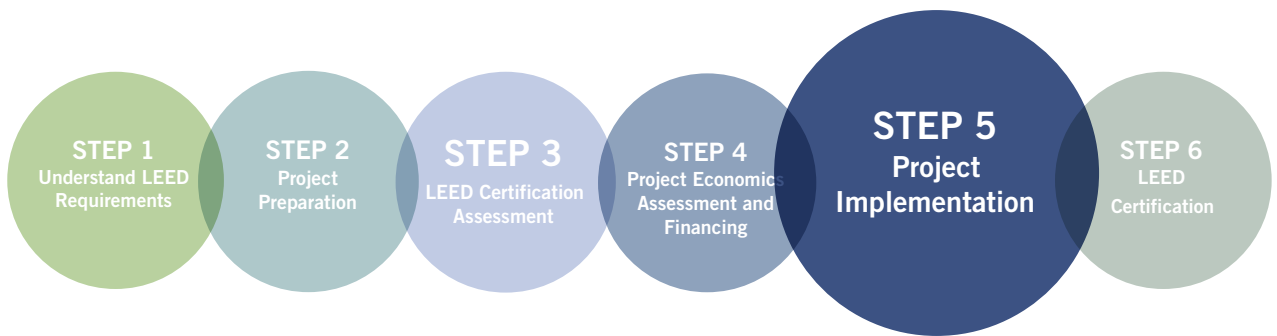 STEP 1
Understand LEED
Requirements
STEP 2
Project
Preparation
STEP 3
LEED Certification
Assessment
STEP 4
Project Economics
Assessment and
Financing
STEP 5
Project
Implementation
STEP 6
LEED
Certification